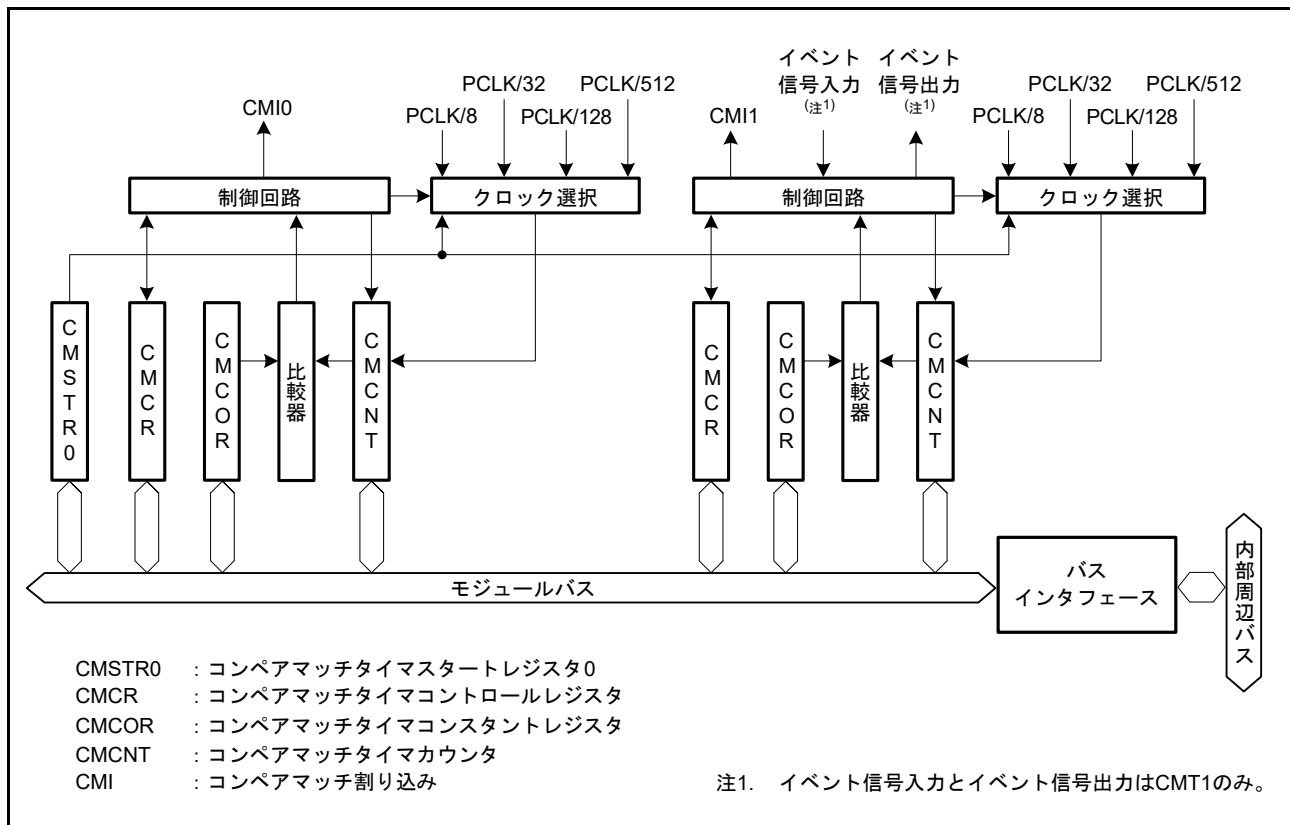 CMI0
PCLK/8
PCLK/32
PCLK/128
PCLK/512
CMI1
イベント
信号入力
(注1)
イベント
信号出力
(注1)
PCLK/8
PCLK/32
PCLK/128
PCLK/512
制御回路
クロック選択
制御回路
クロック選択
CMSTR0
CMCR
CMCOR
比較器
CMCNT
CMCR
CMCOR
比較器
CMCNT
モジュールバス
バス
インタフェース
内部周辺バス
CMSTR0 : コンペアマッチタイマスタートレジスタ0
CMCR : コンペアマッチタイマコントロールレジスタ
CMCOR : コンペアマッチタイマコンスタントレジスタ
CMCNT : コンペアマッチタイマカウンタ
CMI : コンペアマッチ割り込み
注1. イベント信号入力とイベント信号出力はCMT1のみ。